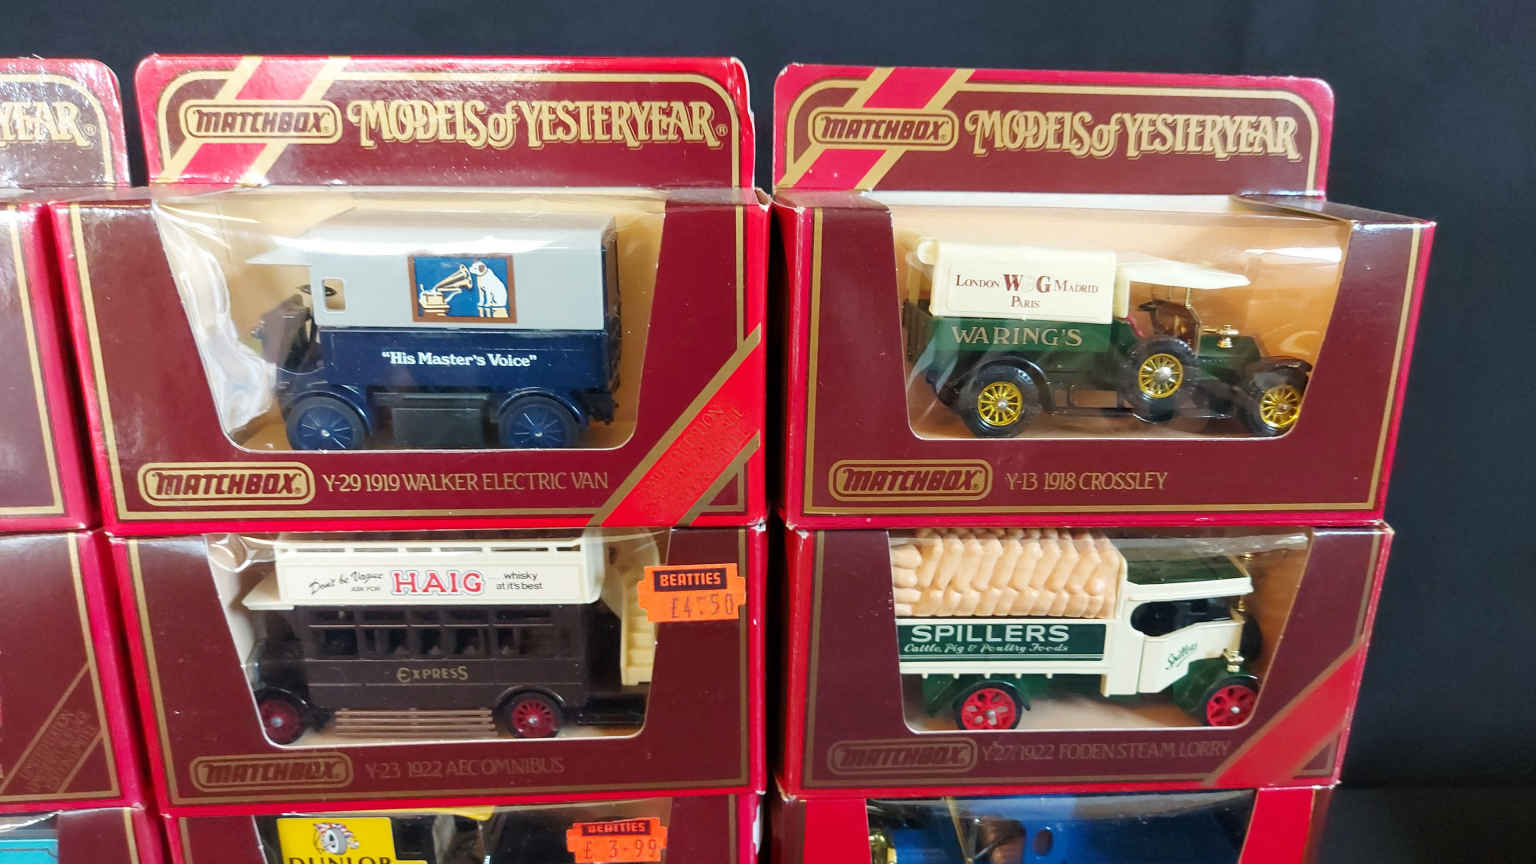 YEAR®
MATCHBOX® MODELS of YESTERYEAR®
"His Master's Voice"
MATCHBOX® Y-29 1919 WALKER ELECTRIC VAN
MATCHBOX® MODELS of YESTERYEAR
LONDON W&G MADRID
PARIS
WARING'S
MATCHBOX® Y-13 1918 CROSSLEY
Don't be Vague ASK FOR HAIG ....whisky
at it's best
EXPRESS
BEATTIES
£4.50
MATCHBOX® Y-23 1922 AEC OMNIBUS
SPILLERS
Cattle, Pig & Poultry Foods
Spillers
MATCHBOX® Y-27 1922 FODEN STEAM LORRY
DUNLOP
BEATTIES
£ 3-99